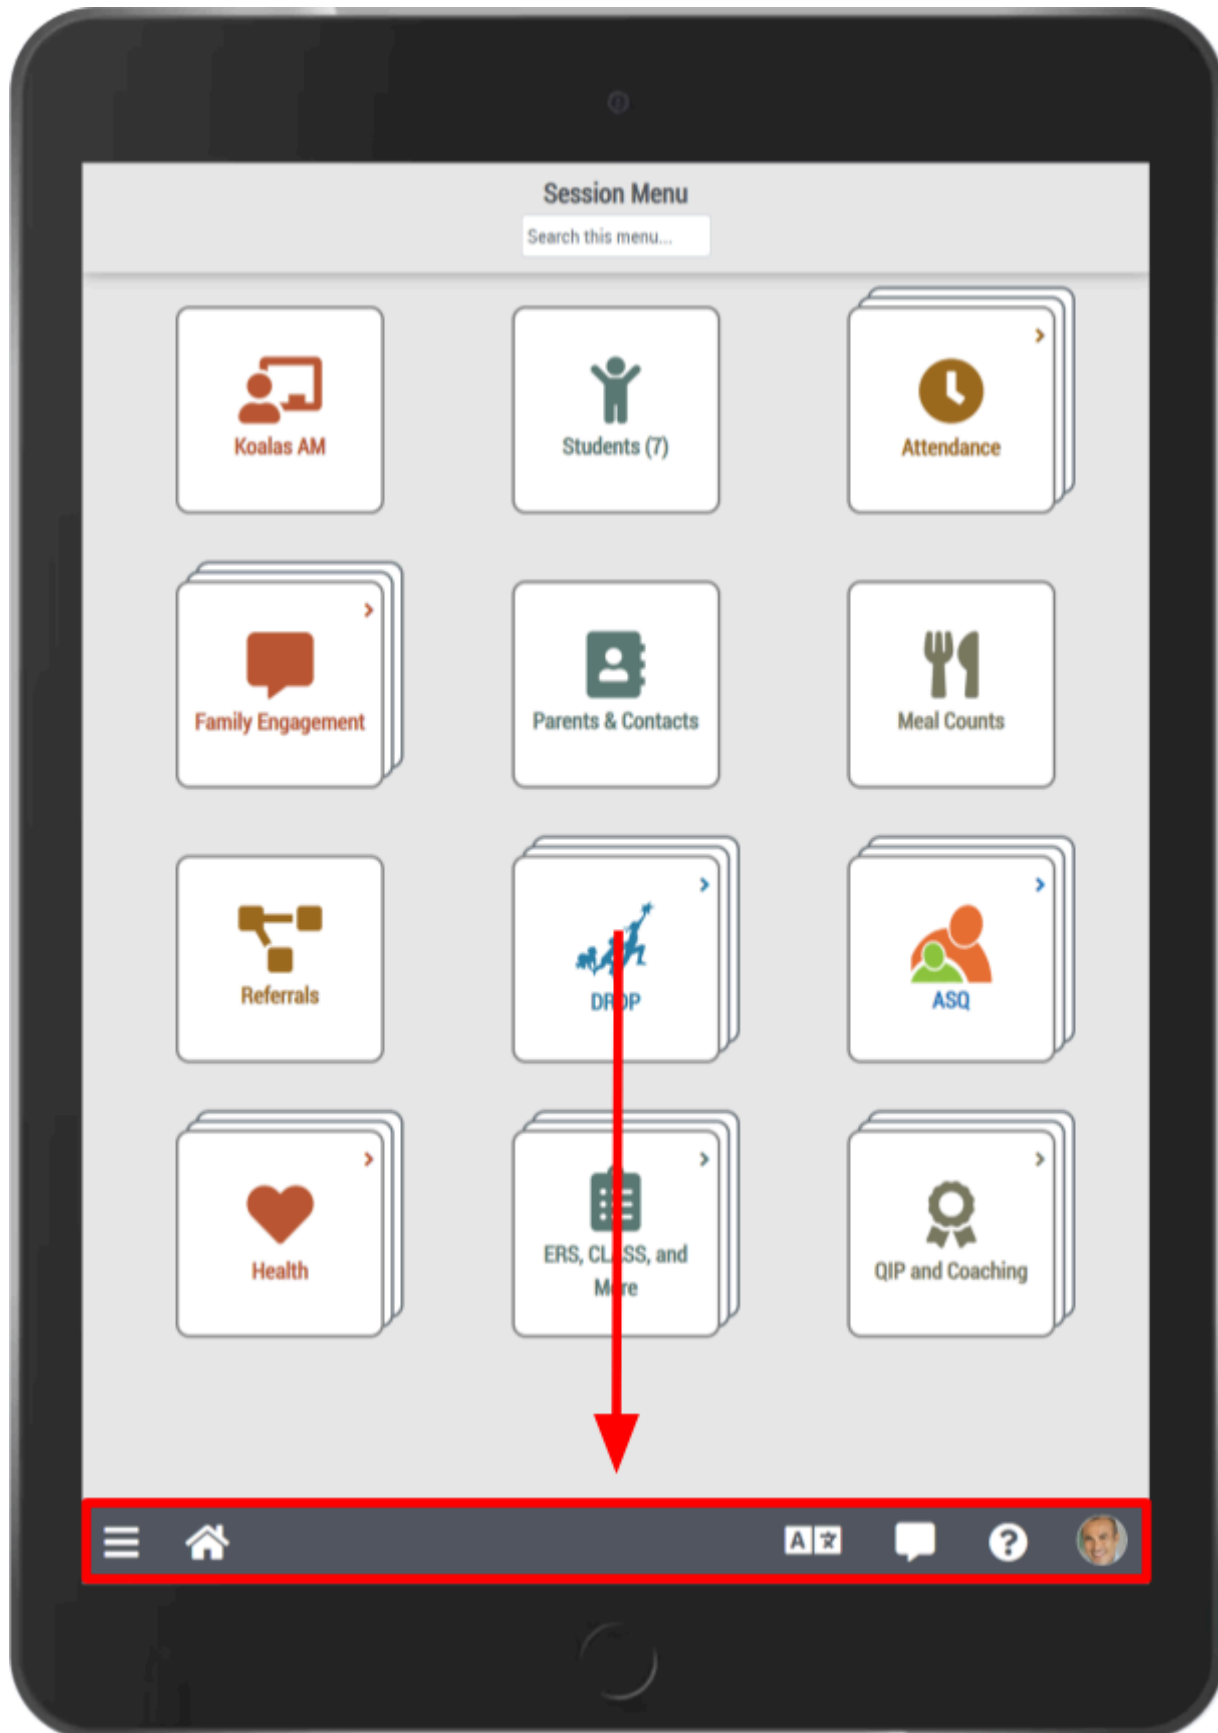 Session Menu
Search this menu...
Koalas AM
Students (7)
Attendance
Family Engagement
Parents & Contacts
Meal Counts
Referrals
DROP
ASQ
Health
ERS, CLASS, and
More
QIP and Coaching
A